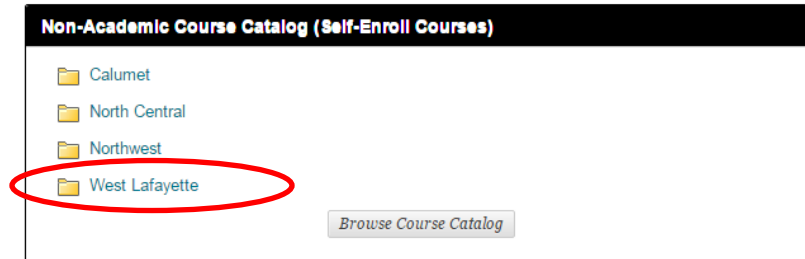 Non-Academic Course Catalog (Self-Enroll Courses)
Calumet
North Central
Northwest
West Lafayette
Browse Course Catalog